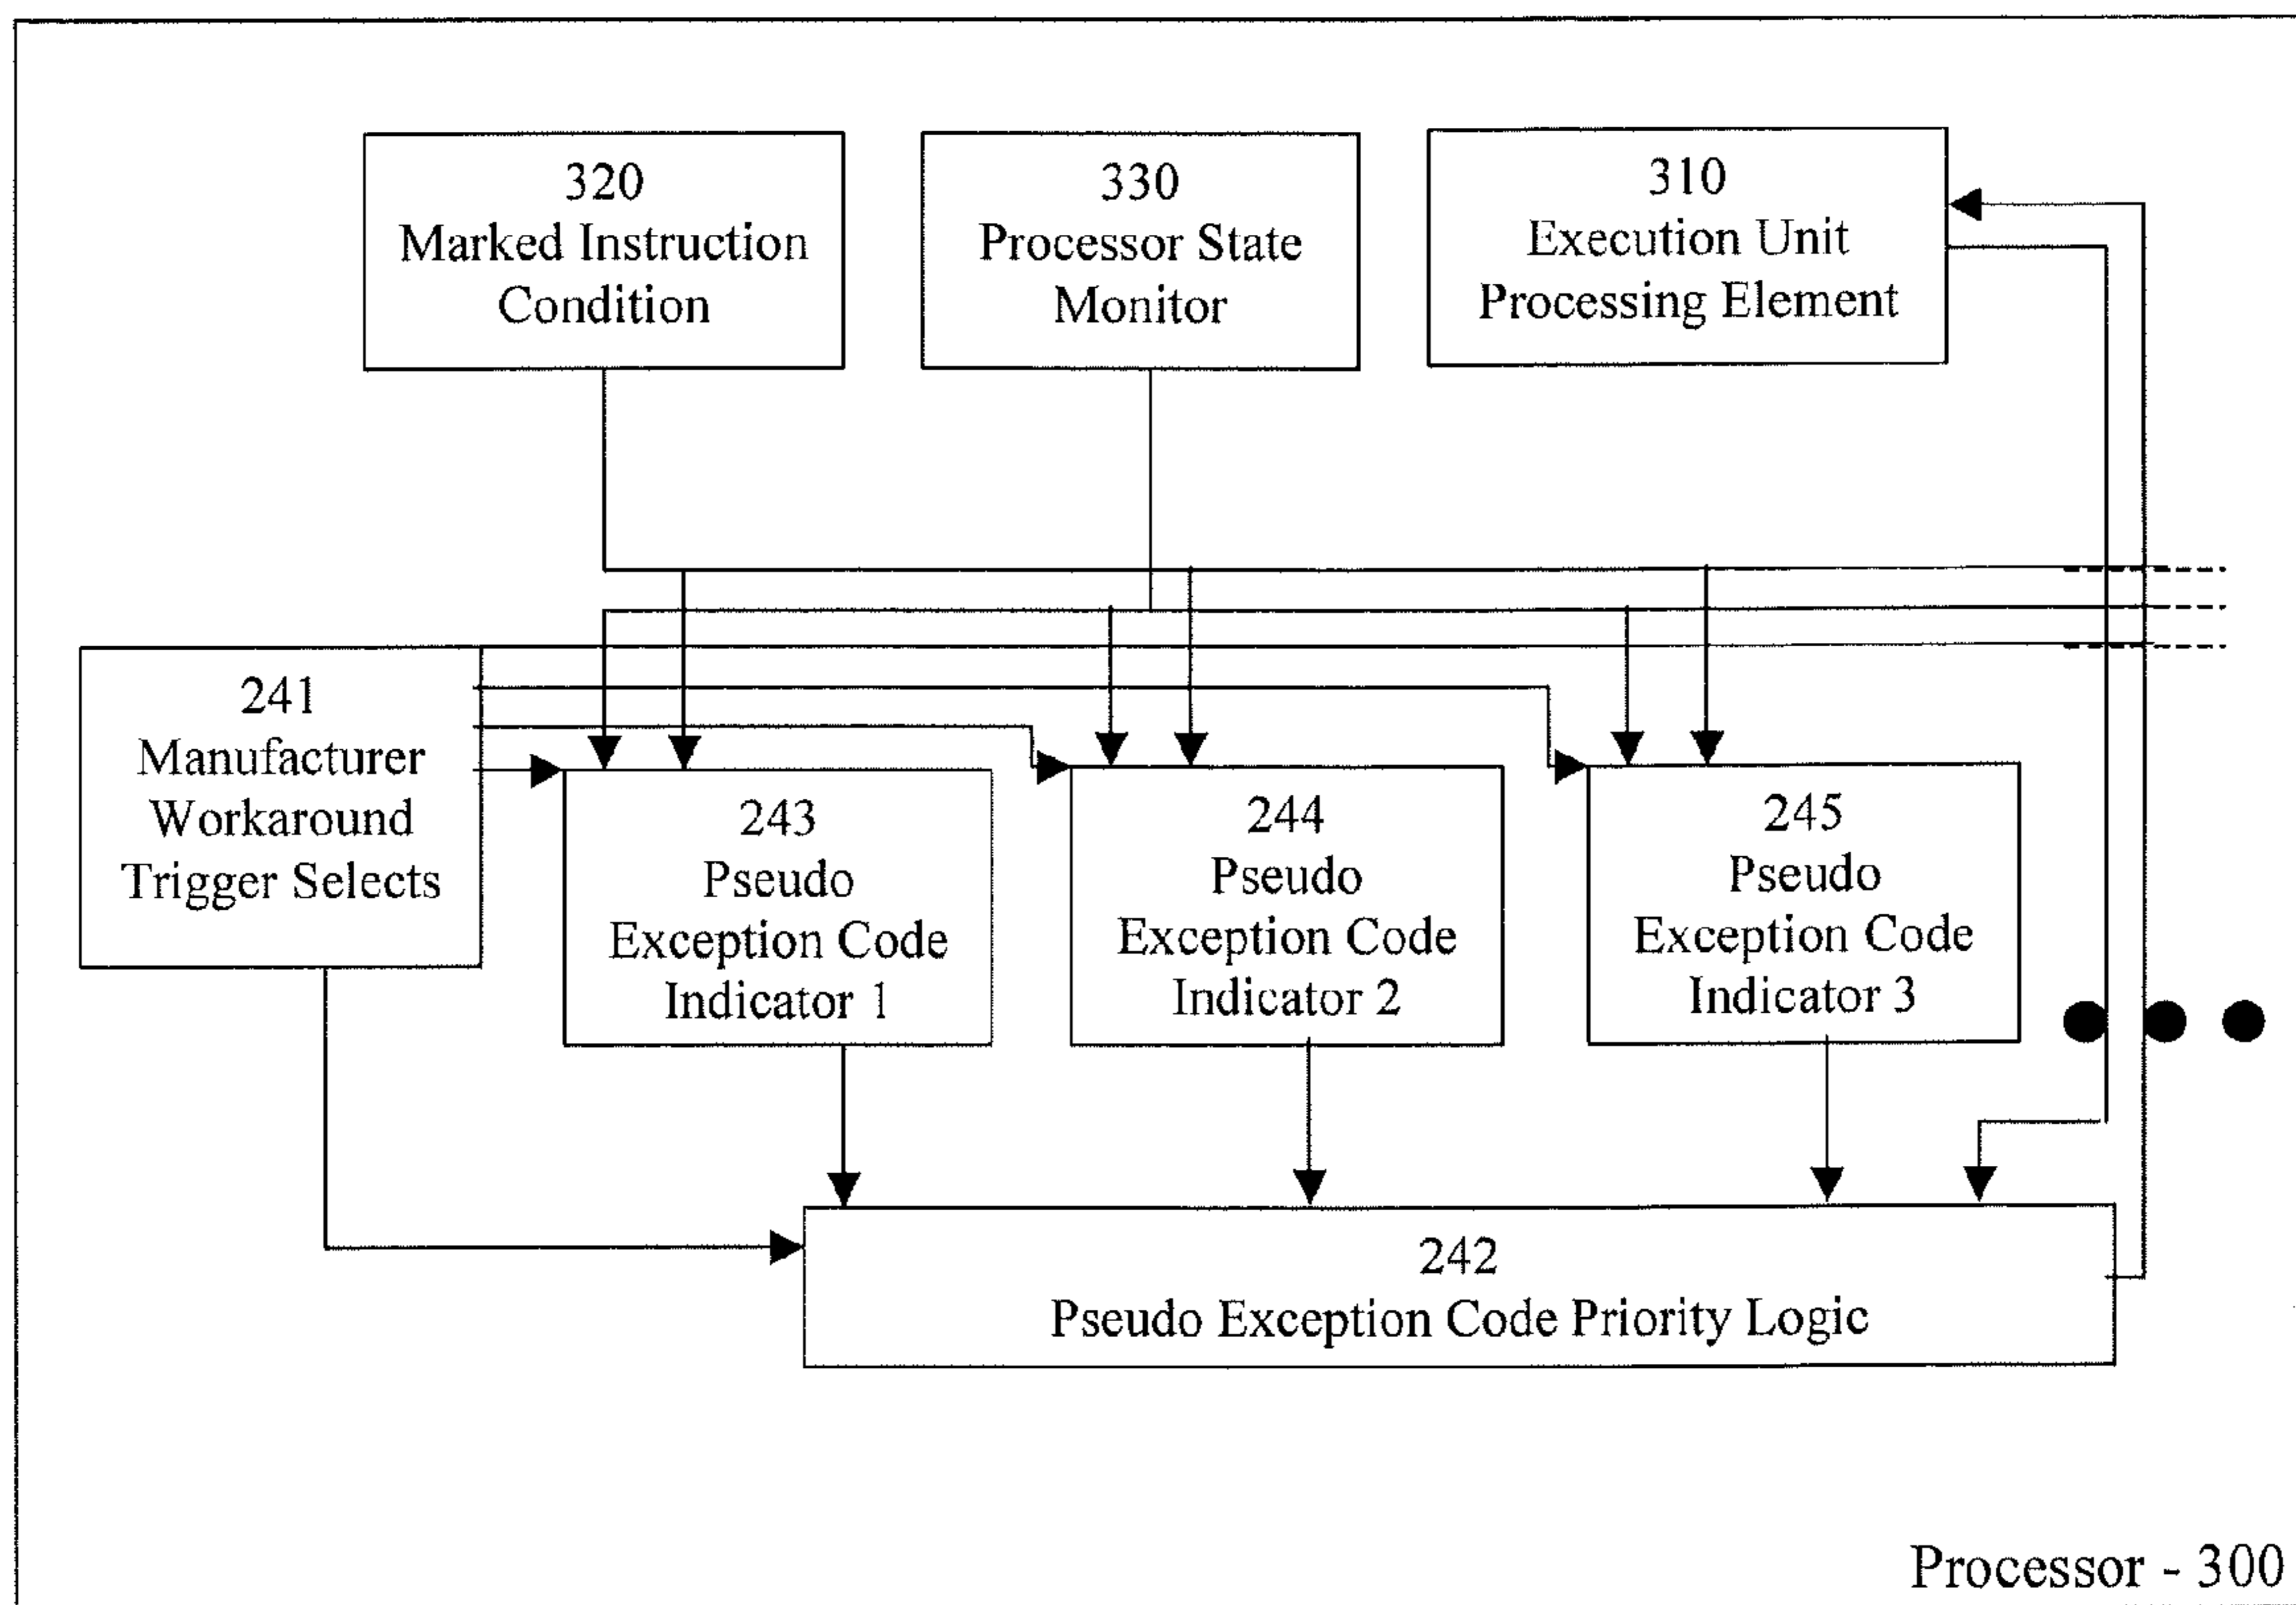 320
Marked Instruction
Condition
330
Processor State
Monitor
310
Execution Unit
Processing Element
241
Manufacturer
Workaround
Trigger Selects
243
Pseudo
Exception Code
Indicator 1
244
Pseudo
Exception Code
Indicator 2
245
Pseudo
Exception Code
Indicator 3
242
Pseudo Exception Code Priority Logic
Processor - 300